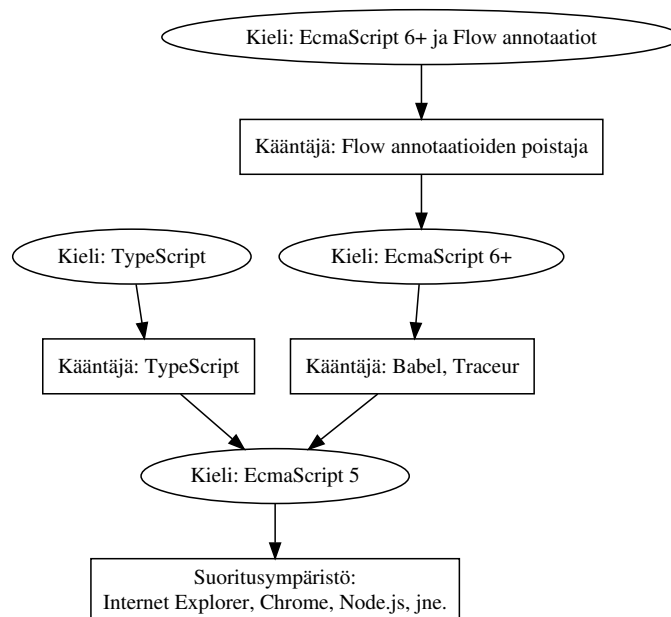 Kieli: EcmaScript 6+ ja Flow annotaatiot
Kääntäjä: Flow annotaatioiden poistaja
Kieli: TypeScript
Kieli: EcmaScript 6+
Kääntäjä: TypeScript
Kääntäjä: Babel, Traceur
Kieli: EcmaScript 5
Suoritusympäristö:
Internet Explorer, Chrome, Node.js, jne.